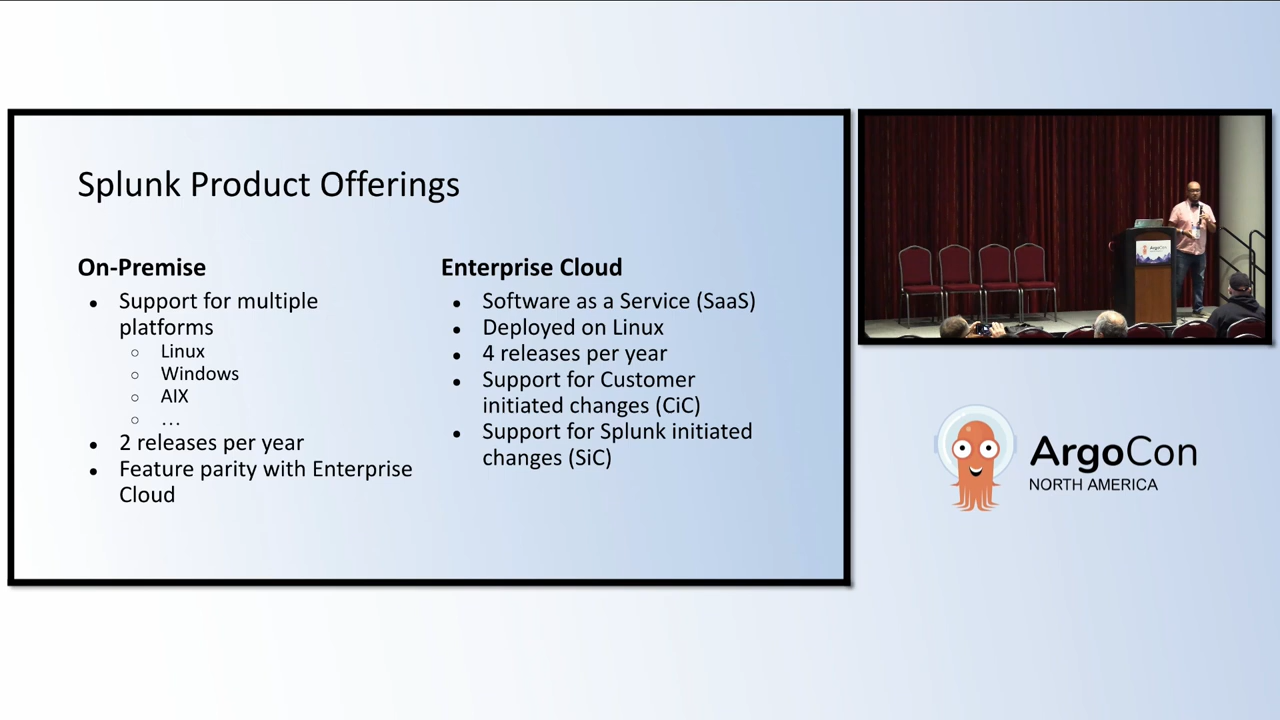 Splunk Product Offerings
On-Premise
● Support for multiple
platforms
○ Linux
○ Windows
○ AIX
○ …
● 2 releases per year
● Feature parity with Enterprise
Cloud
Enterprise Cloud
● Software as a Service (SaaS)
● Deployed on Linux
● 4 releases per year
● Support for Customer
initiated changes (CiC)
● Support for Splunk initiated
changes (SiC)
ArgoCon
ArgoCon
NORTH AMERICA